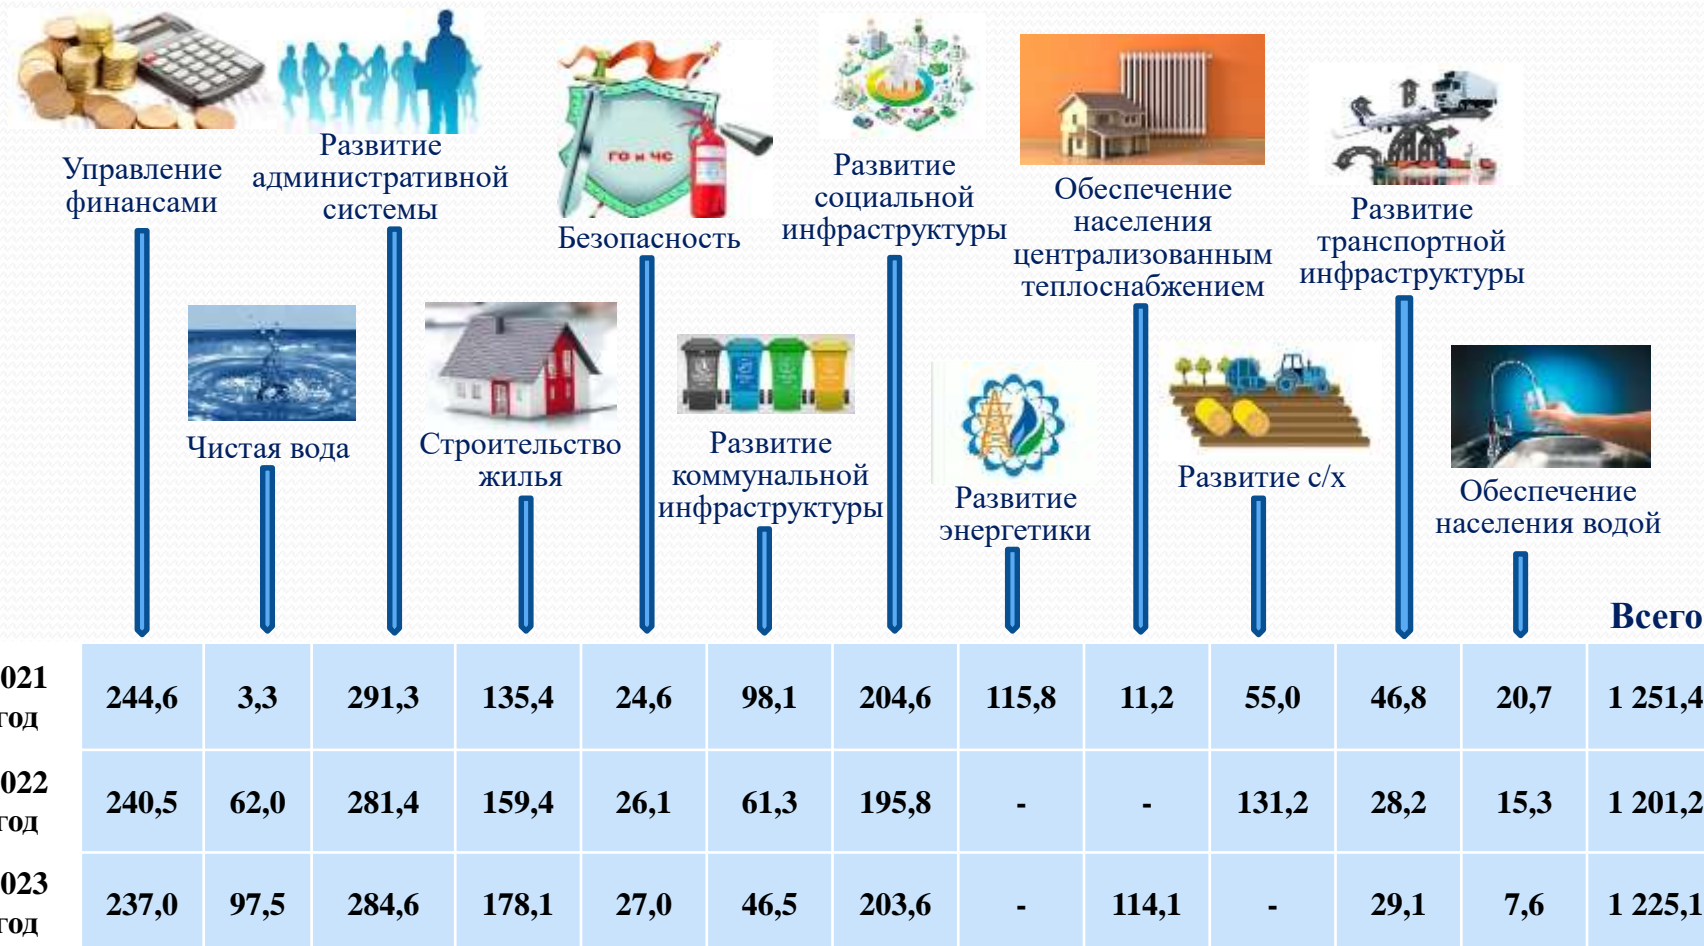 Управление
финансами
Развитие
административной
системы
ГО и ЧС
Безопасность
Развитие
социальной
инфраструктуры
Обеспечение
населения
централизованным
теплоснабжением
Развитие
транспортной
инфраструктуры
Чистая вода
Строительство
жилья
Развитие
коммунальной
инфраструктуры
Развитие
энергетики
Развитие с/х
Обеспечение
населения водой
Всего
021 год 244,6 3,3 291,3 135,4 24,6 98,1 204,6 115,8 11,2 55,0 46,8 20,7 1 251,4
022 год 240,5 62,0 281,4 159,4 26,1 61,3 195,8 - - 131,2 28,2 15,3 1 201,2
023 год 237,0 97,5 284,6 178,1 27,0 46,5 203,6 - 114,1 - 29,1 7,6 1 225,1